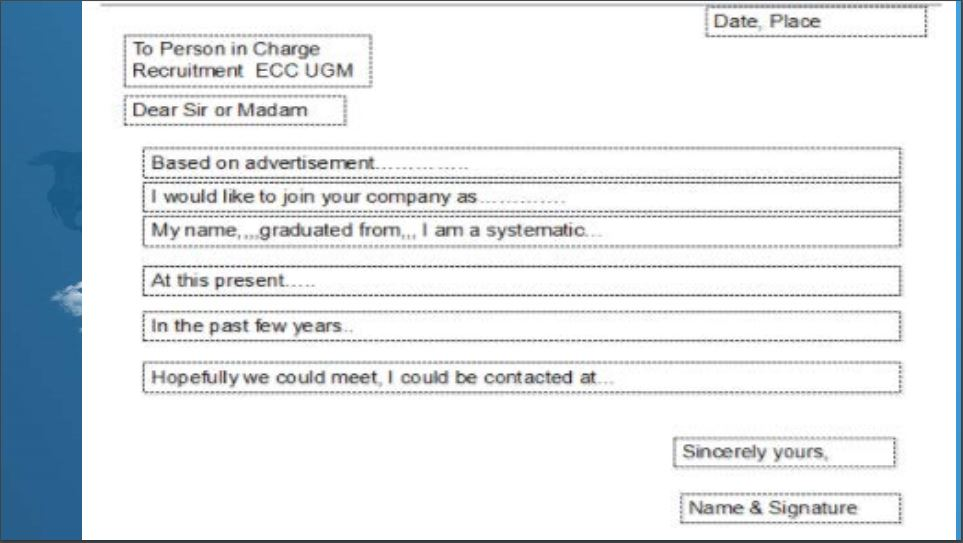 Date, Place
To Person in Charge
Recruitment ECC UGM
Dear Sir or Madam
Based on advertisement..............
I would like to join your company as.............
My name,,,,graduated from,,, I am a systematic...
At this present.....
In the past few years..
Hopefully we could meet, I could be contacted at...
Sincerely yours,
Name & Signature